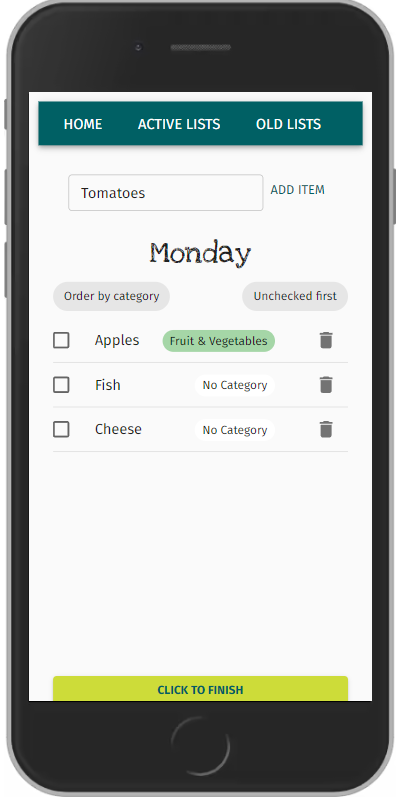 HOME ACTIVE LISTS OLD LISTS
Tomatoes ADD ITEM
Monday
Order by category Unchecked first
Apples Fruit & Vegetables
Fish No Category
Cheese No Category
CLICK TO FINISH